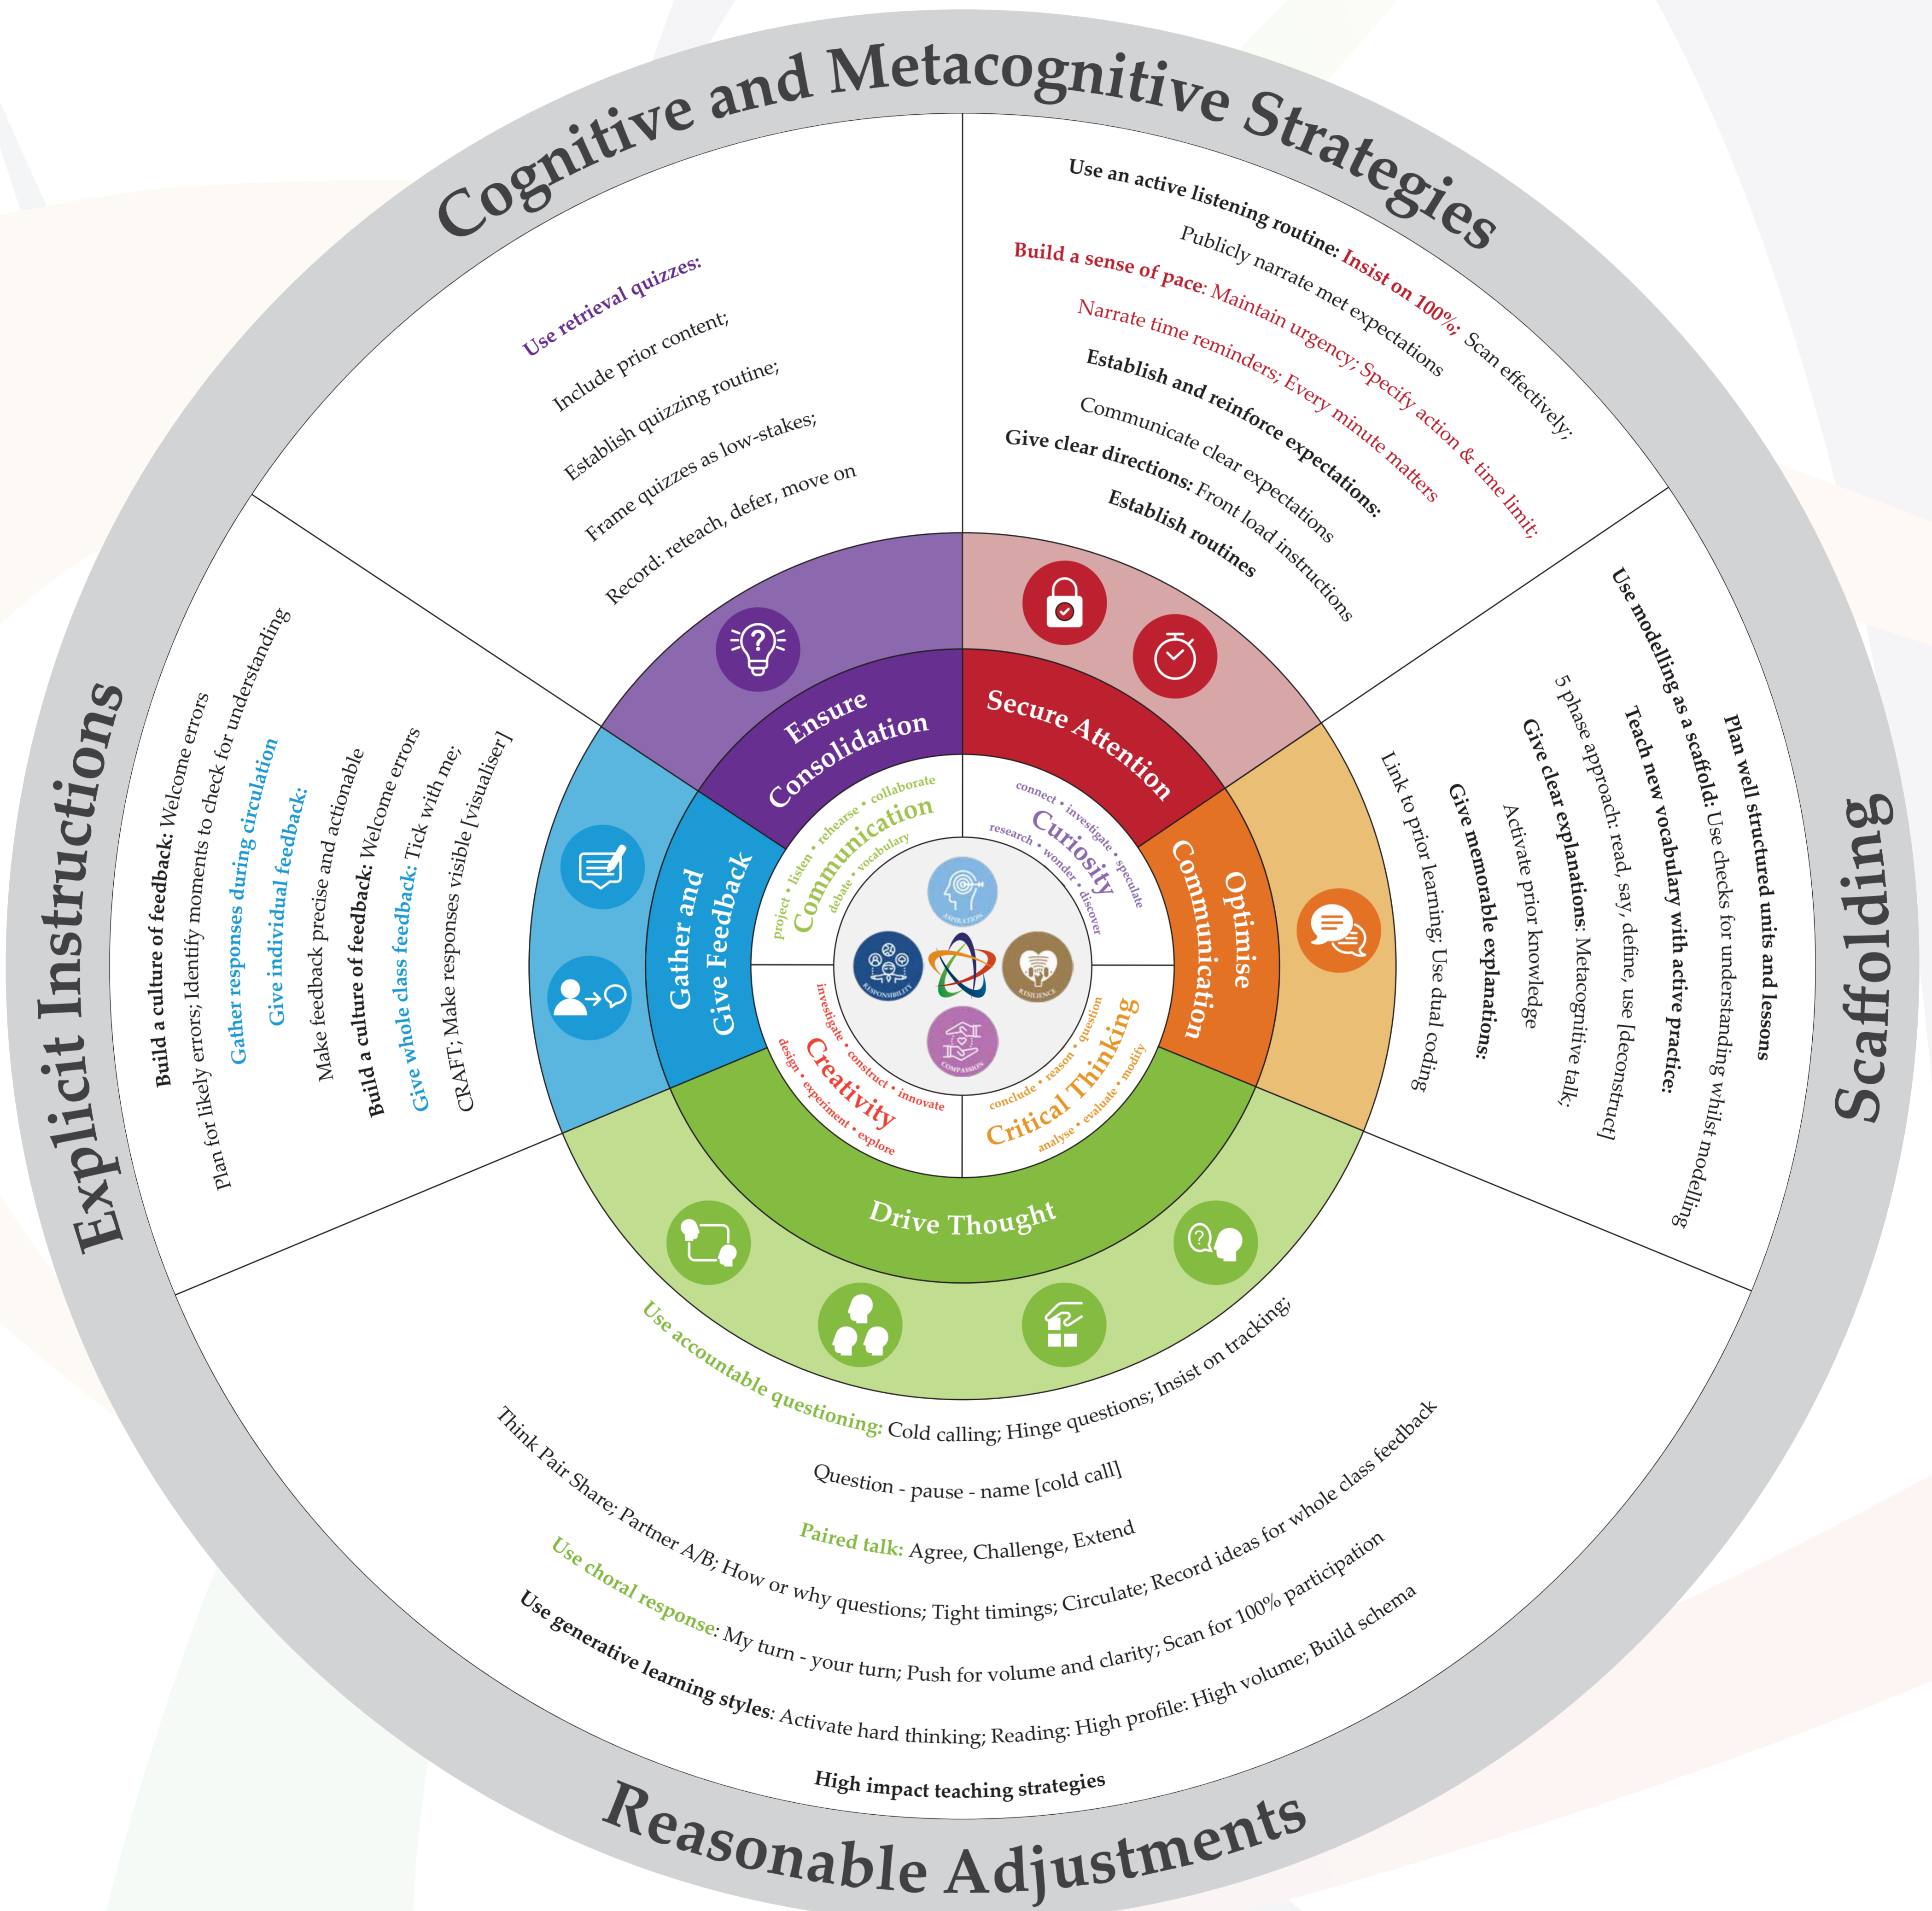 Cognitive and Metacognitive Strategies
Use retrieval quizzes:
Include prior content;
Establish quizzing routine;
Frame quizzes as low-stakes;
Record: reteach, defer, move on
Use an active listening routine: Insist on 100%; Scan effectively;
Publicly narrate met expectations
Build a sense of pace: Maintain urgency; Specify action & time limit;
Narrate time reminders; Every minute matters
Establish and reinforce expectations:
Communicate clear expectations
Give clear directions: Front load instructions
Establish routines
Scaffolding
Plan well structured units and lessons
Use modelling as a scaffold: Use checks for understanding whilst modelling
Teach new vocabulary with active practice:
5 phase approach: read, say, define, use [deconstruct]
Give clear explanations: Metacognitive talk;
Activate prior knowledge
Give memorable explanations:
Link to prior learning; Use dual coding
Explicit Instructions
Build a culture of feedback: Welcome errors
Plan for likely errors; Identify moments to check for understanding
Gather responses during circulation
Give individual feedback:
Make feedback precise and actionable
Build a culture of feedback: Welcome errors
Give whole class feedback: Tick with me;
CRAFT; Make responses visible [visualiser]
Ensure
Consolidation
Secure Attention
Optimise
Communication
Gather and
Give Feedback
Drive Thought
project • listen • rehearse • collaborate
Communication
debate • vocabulary
connect • investigate • speculate
Curiosity
research • wonder • discover
ASPIRATION
RESPONSIBILITY
RESILIENCE
COMPASSION
investigate • construct • innovate
Creativity
design • experiment • explore
conclude • reason • question
Critical Thinking
analyse • evaluate • modify
?
?
Use accountable questioning: Cold calling; Hinge questions; Insist on tracking;
Question - pause - name [cold call]
Paired talk: Agree, Challenge, Extend
Think Pair Share; Partner A/B; How or why questions; Tight timings; Circulate; Record ideas for whole class feedback
Use choral response: My turn - your turn; Push for volume and clarity; Scan for 100% participation
Use generative learning styles: Activate hard thinking; Reading: High profile: High volume; Build schema
High impact teaching strategies
Reasonable Adjustments